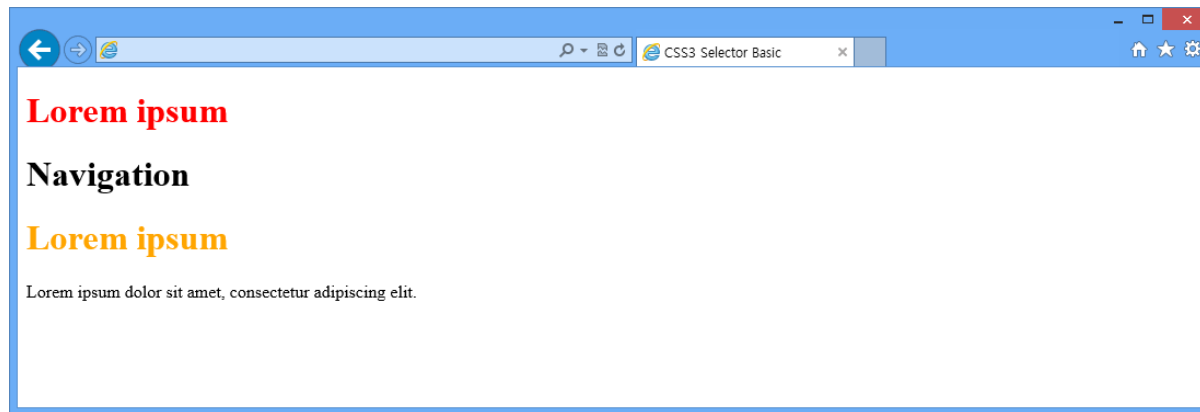 CSS3 Selector Basic
Lorem ipsum
Navigation
Lorem ipsum
Lorem ipsum dolor sit amet, consectetur adipiscing elit.